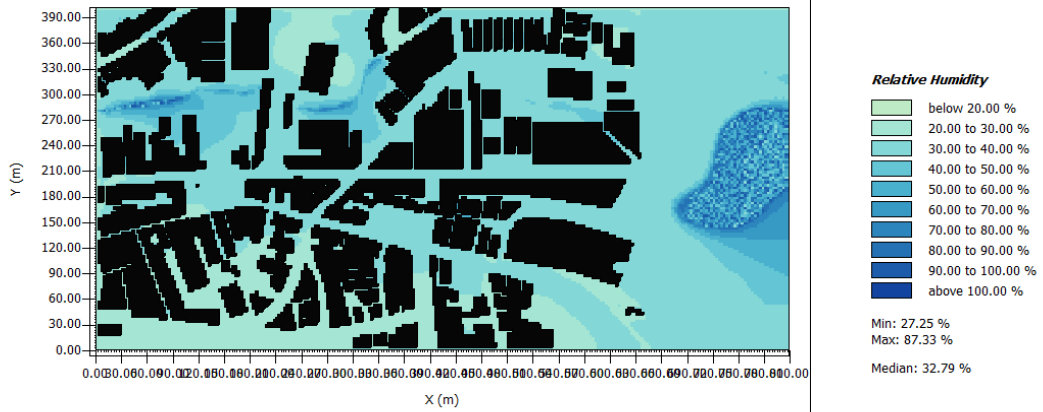 390.00
360.00
330.00
300.00
270.00
240.00
210.00
180.00
150.00
120.00
90.00
60.00
30.00
0.00
Y (m)
X (m)
Relative Humidity
below 20.00 %
20.00 to 30.00 %
30.00 to 40.00 %
40.00 to 50.00 %
50.00 to 60.00 %
60.00 to 70.00 %
70.00 to 80.00 %
80.00 to 90.00 %
90.00 to 100.00 %
above 100.00 %
Min: 27.25 %
Max: 87.33 %
Median: 32.79 %